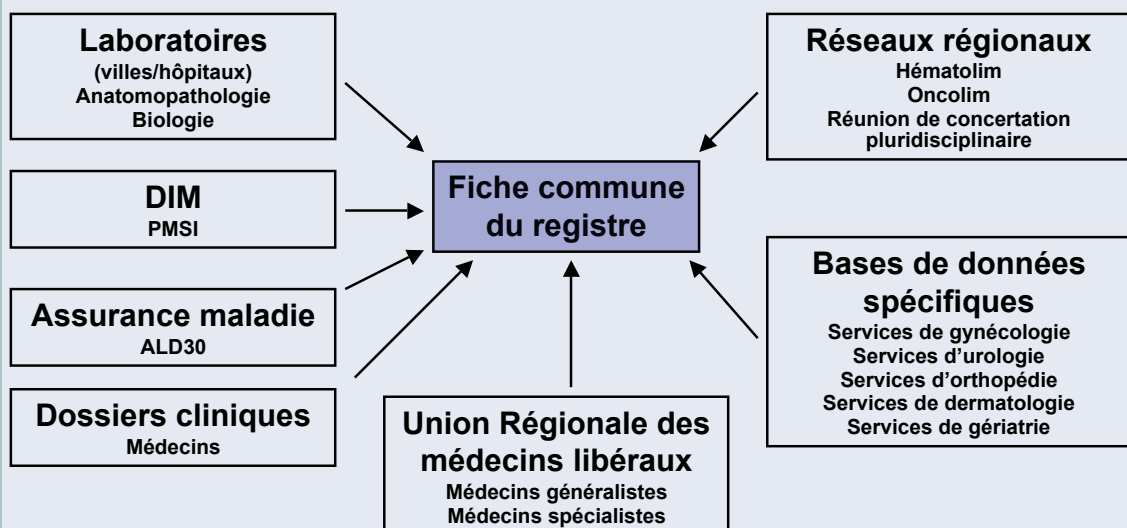 Laboratoires
(villes/hôpitaux)
Anatomopathologie
Biologie
Réseaux régionaux
Hématolim
Oncolim
Réunion de concertation
pluridisciplinaire
Fiche commune
du registre
DIM
PMSI
Assurance maladie
ALD30
Bases de données
spécifiques
Services de gynécologie
Services d’urologie
Services d’orthopédie
Services de dermatologie
Services de gériatrie
Dossiers cliniques
Médecins
Union Régionale des
médecins libéraux
Médecins généralistes
Médecins spécialistes